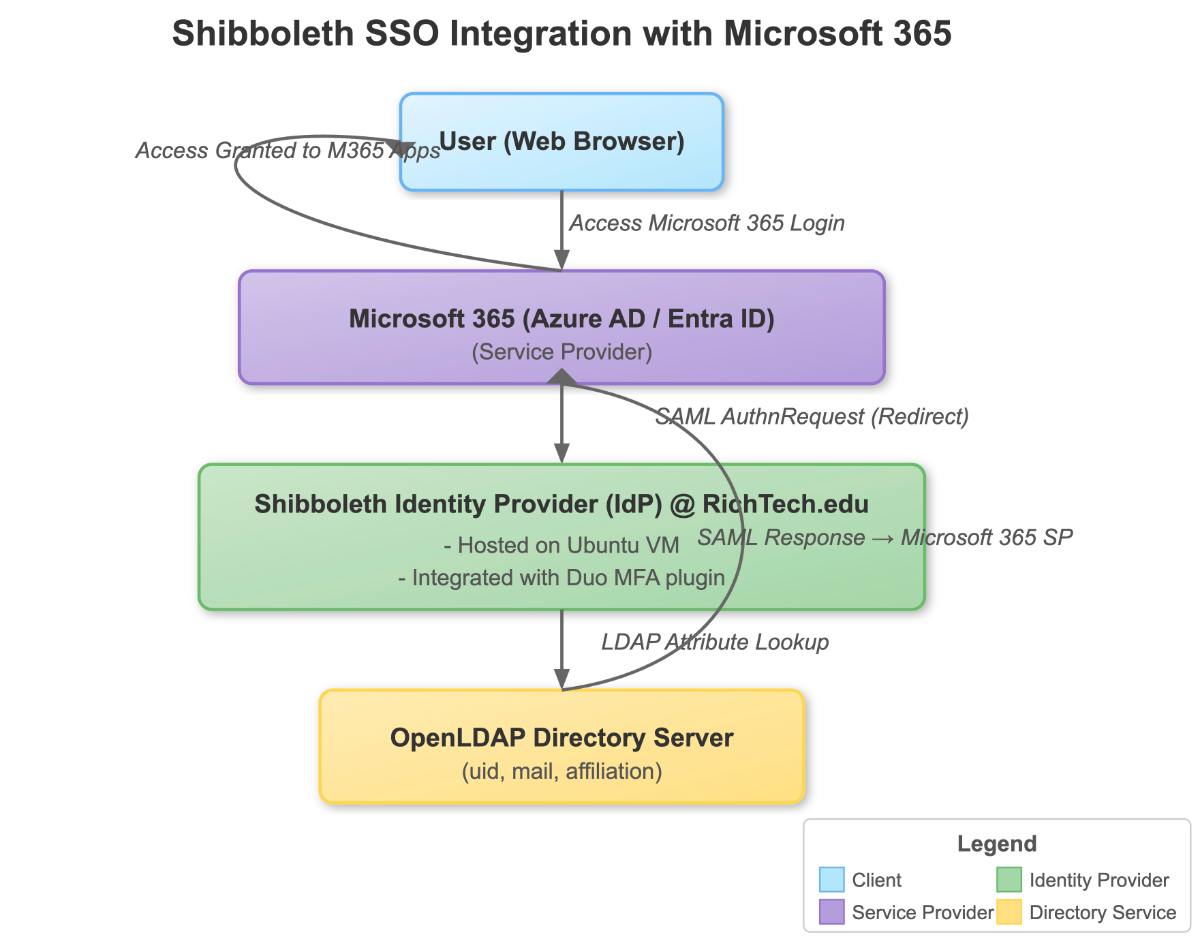 Shibboleth SSO Integration with Microsoft 365
User (Web Browser)
Access Granted to M365 Apps
Access Microsoft 365 Login
Microsoft 365 (Azure AD / Entra ID)
(Service Provider)
SAML AuthnRequest (Redirect)
Shibboleth Identity Provider (IdP) @ RichTech.edu
- Hosted on Ubuntu VM
SAML Response → Microsoft 365 SP
- Integrated with Duo MFA plugin
LDAP Attribute Lookup
OpenLDAP Directory Server
(uid, mail, affiliation)
Legend
Client
Identity Provider
Service Provider
Directory Service